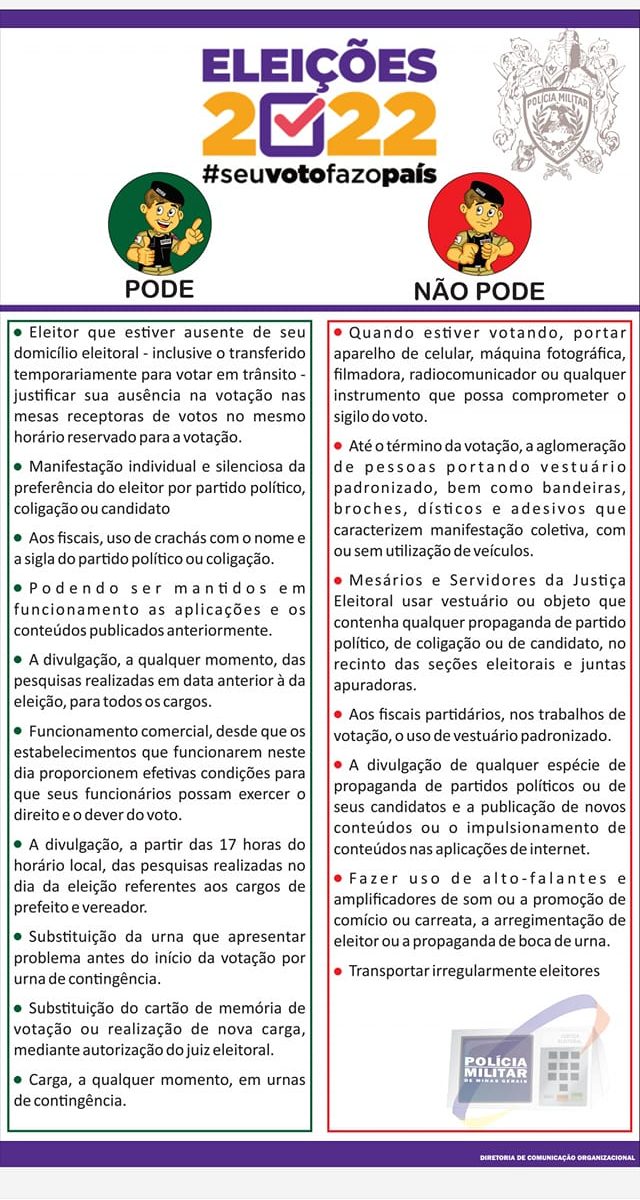 ELEIÇÕES
2022
#seuvotofazopaís
POLÍCIA MILITAR
PODE
NÃO PODE
• Eleitor que estiver ausente de seu
domicílio eleitoral - inclusive o transferido
temporariamente para votar em trânsito -
justificar sua ausência na votação nas
mesas receptoras de votos no mesmo
horário reservado para a votação.
• Manifestação individual e silenciosa da
preferência do eleitor por partido político,
coligação ou candidato
• Aos fiscais, uso de crachás com o nome e
a sigla do partido político ou coligação.
• Podendo ser mantidos em
funcionamento as aplicações e os
conteúdos publicados anteriormente.
• A divulgação, a qualquer momento, das
pesquisas realizadas em data anterior à da
eleição, para todos os cargos.
• Funcionamento comercial, desde que os
estabelecimentos que funcionarem neste
dia proporcionem efetivas condições para
que seus funcionários possam exercer o
direito e o dever do voto.
• A divulgação, a partir das 17 horas do
horário local, das pesquisas realizadas no
dia da eleição referentes aos cargos de
prefeito e vereador.
• Substituição da urna que apresentar
problema antes do início da votação por
urna de contingência.
• Substituição do cartão de memória de
votação ou realização de nova carga,
mediante autorização do juiz eleitoral.
• Carga, a qualquer momento, em urnas
de contingência.
• Quando estiver votando, portar
aparelho de celular, máquina fotográfica,
filmadora, radiocomunicador ou qualquer
instrumento que possa comprometer o
sigilo do voto.
• Até o término da votação, a aglomeração
de pessoas portando vestuário
padronizado, bem como bandeiras,
broches, dísticos e adesivos que
caracterizem manifestação coletiva, com
ou sem utilização de veículos.
• Mesários e Servidores da Justiça
Eleitoral usar vestuário ou objeto que
contenha qualquer propaganda de partido
político, de coligação ou de candidato, no
recinto das seções eleitorais e juntas
apuradoras.
• Aos fiscais partidários, nos trabalhos de
votação, o uso de vestuário padronizado.
• A divulgação de qualquer espécie de
propaganda de partidos políticos ou de
seus candidatos e a publicação de novos
conteúdos ou o impulsionamento de
conteúdos nas aplicações de internet.
• Fazer uso de alto-falantes e
amplificadores de som ou a promoção de
comício ou carreata, a arregimentação de
eleitor ou a propaganda de boca de urna.
• Transportar irregularmente eleitores
JUSTIÇA
ELEITORAL
POLÍCIA
MILITAR
DE MINAS GERAIS
DIRETORIA DE COMUNICAÇÃO ORGANIZACIONAL